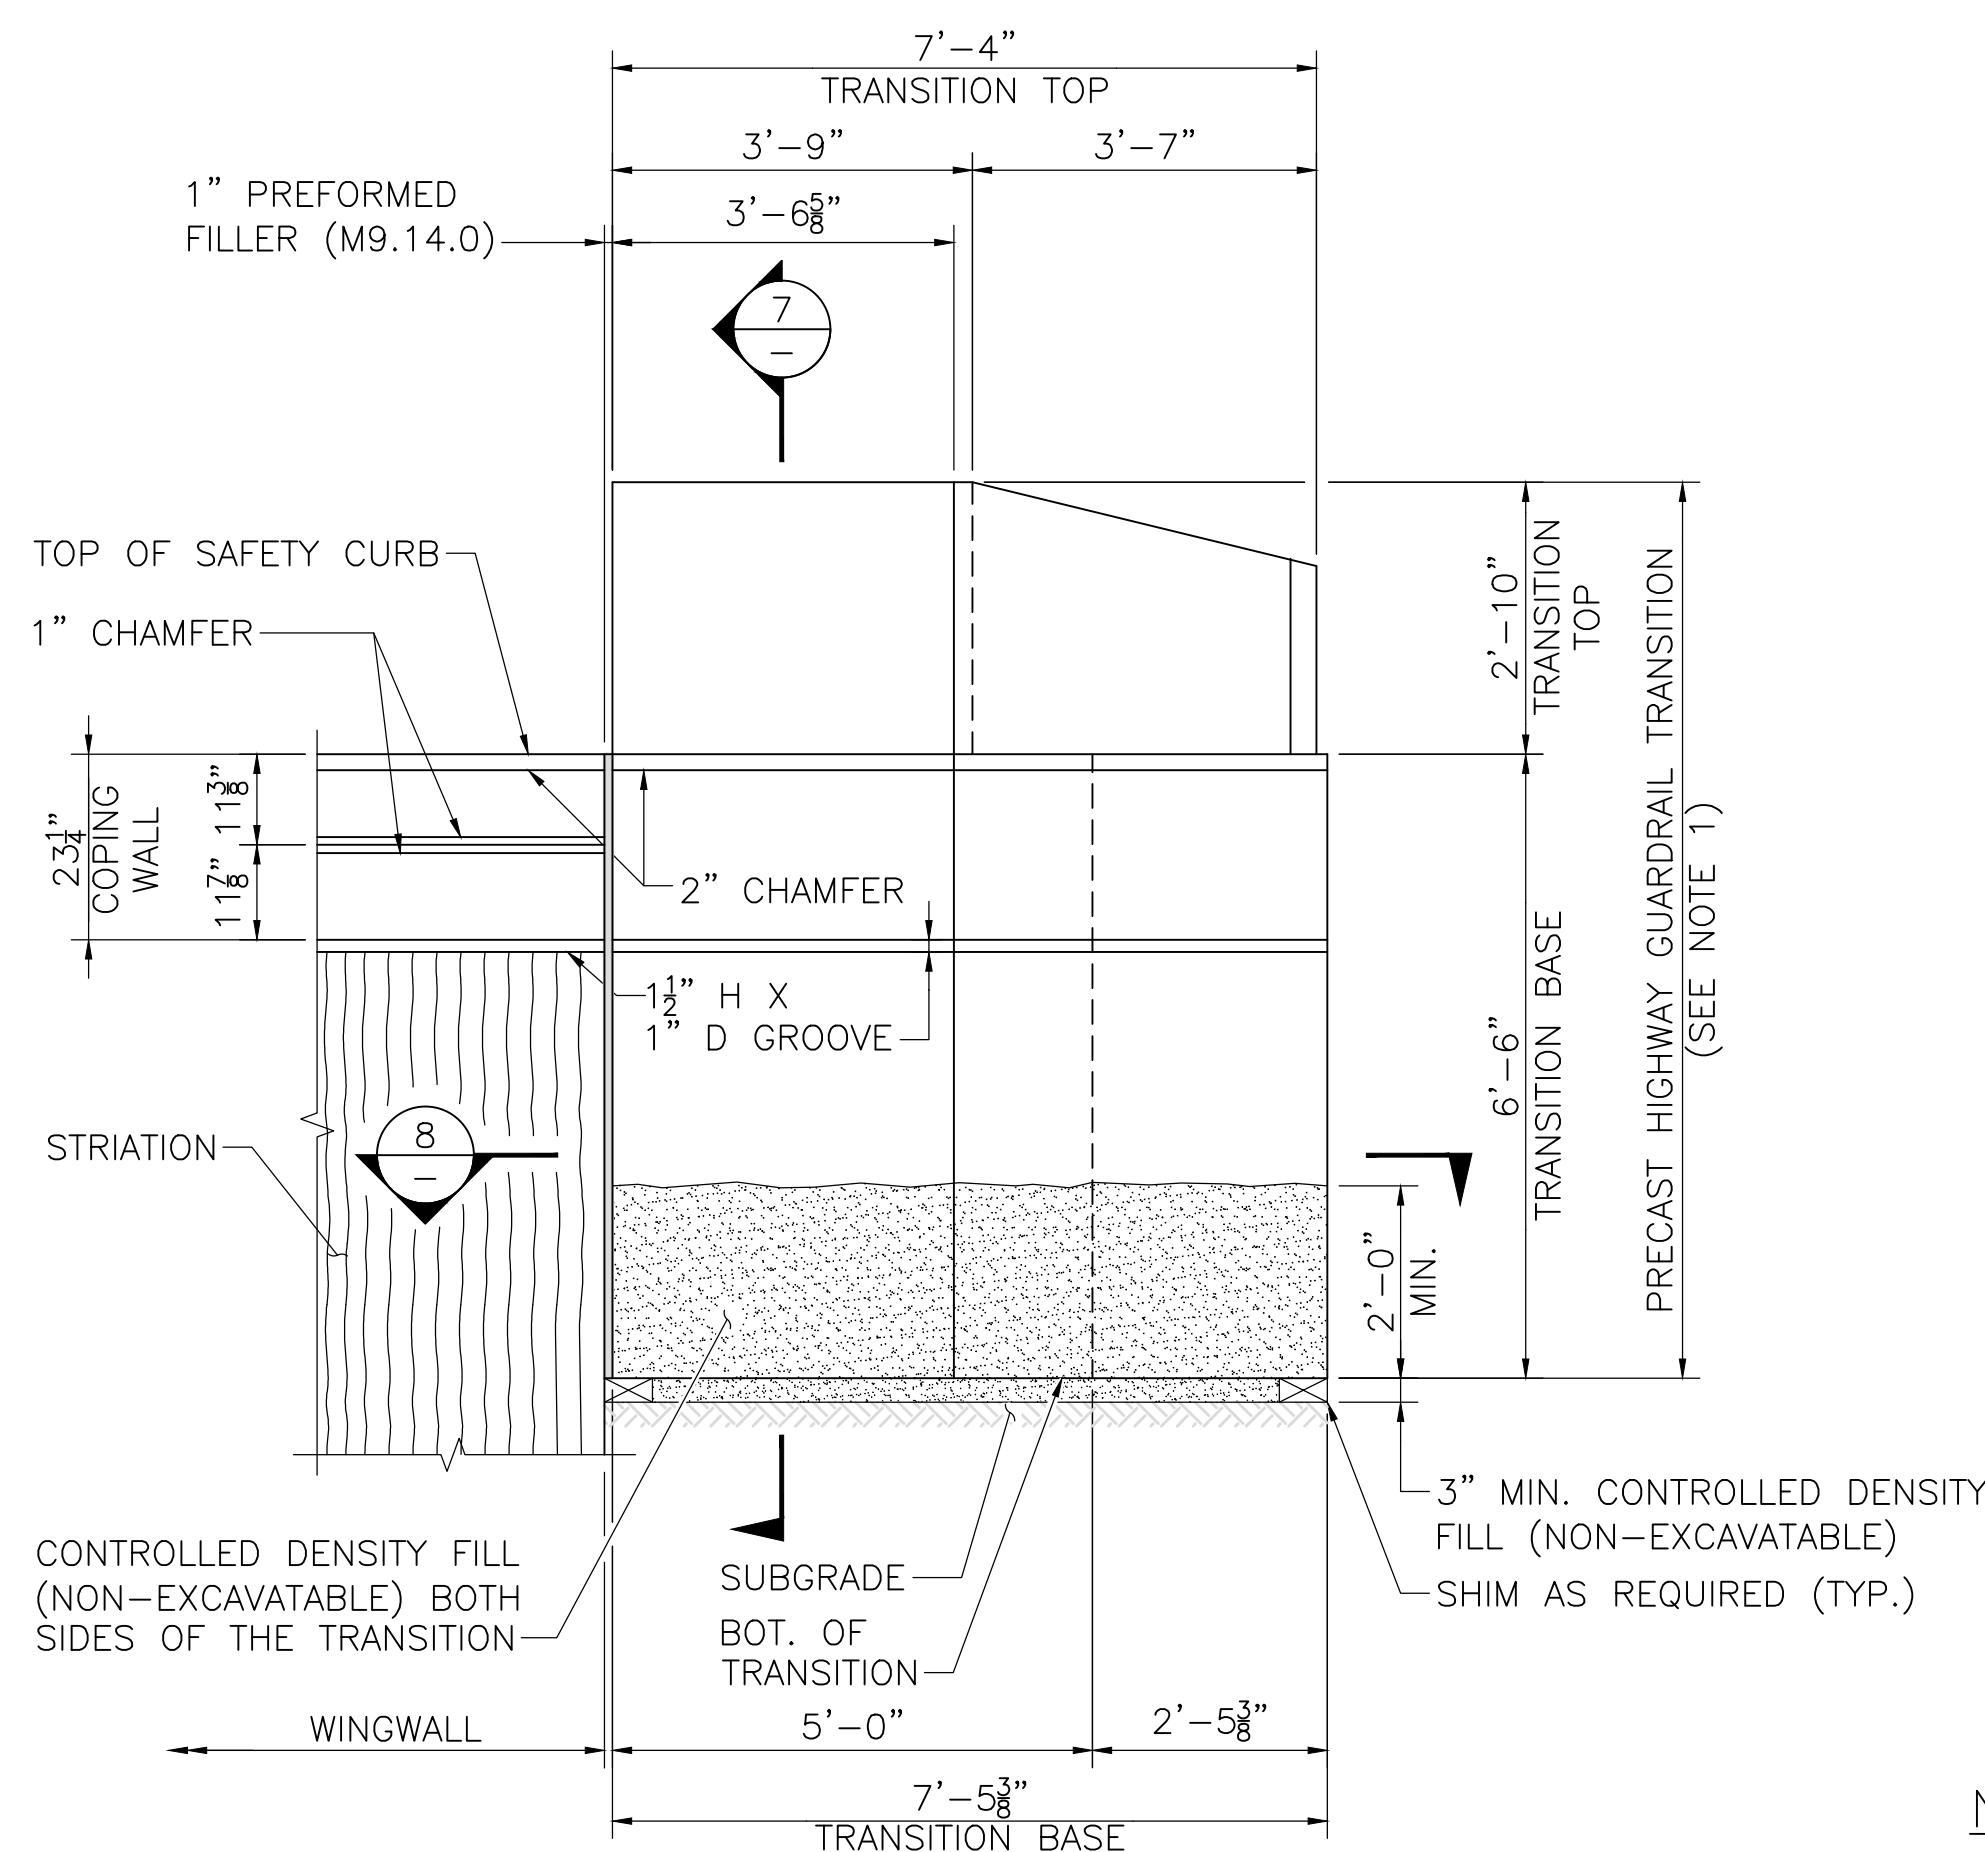 7'-4"
TRANSITION TOP
3'-9"
3'-7"
1" PREFORMED
FILLER (M9.14.0)
3'-6⅝"
7
-
TOP OF SAFETY CURB
1" CHAMFER
23¼"
COPING
WALL
11⅜"
11⅞"
2" CHAMFER
1½" H X
1" D GROOVE
2'-10"
TRANSITION
TOP
6'-6"
TRANSITION BASE
PRECAST HIGHWAY GUARDRAIL TRANSITION
(SEE NOTE 1)
STRIATION
8
-
2'-0"
MIN.
3" MIN. CONTROLLED DENSITY
FILL (NON-EXCAVATABLE)
SHIM AS REQUIRED (TYP.)
CONTROLLED DENSITY FILL
(NON-EXCAVATABLE) BOTH
SIDES OF THE TRANSITION
SUBGRADE
BOT. OF
TRANSITION
WINGWALL
5'-0"
2'-5⅜"
7'-5⅜"
TRANSITION BASE